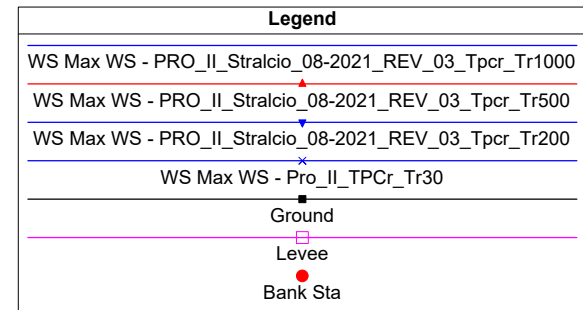 Legend
WS Max WS - PRO_II_Stralcio_08-2021_REV_03_Tpcr_Tr1000
WS Max WS - PRO_II_Stralcio_08-2021_REV_03_Tpcr_Tr500
WS Max WS - PRO_II_Stralcio_08-2021_REV_03_Tpcr_Tr200
WS Max WS - Pro_II_TPCr_Tr30
Ground
Levee
Bank Sta